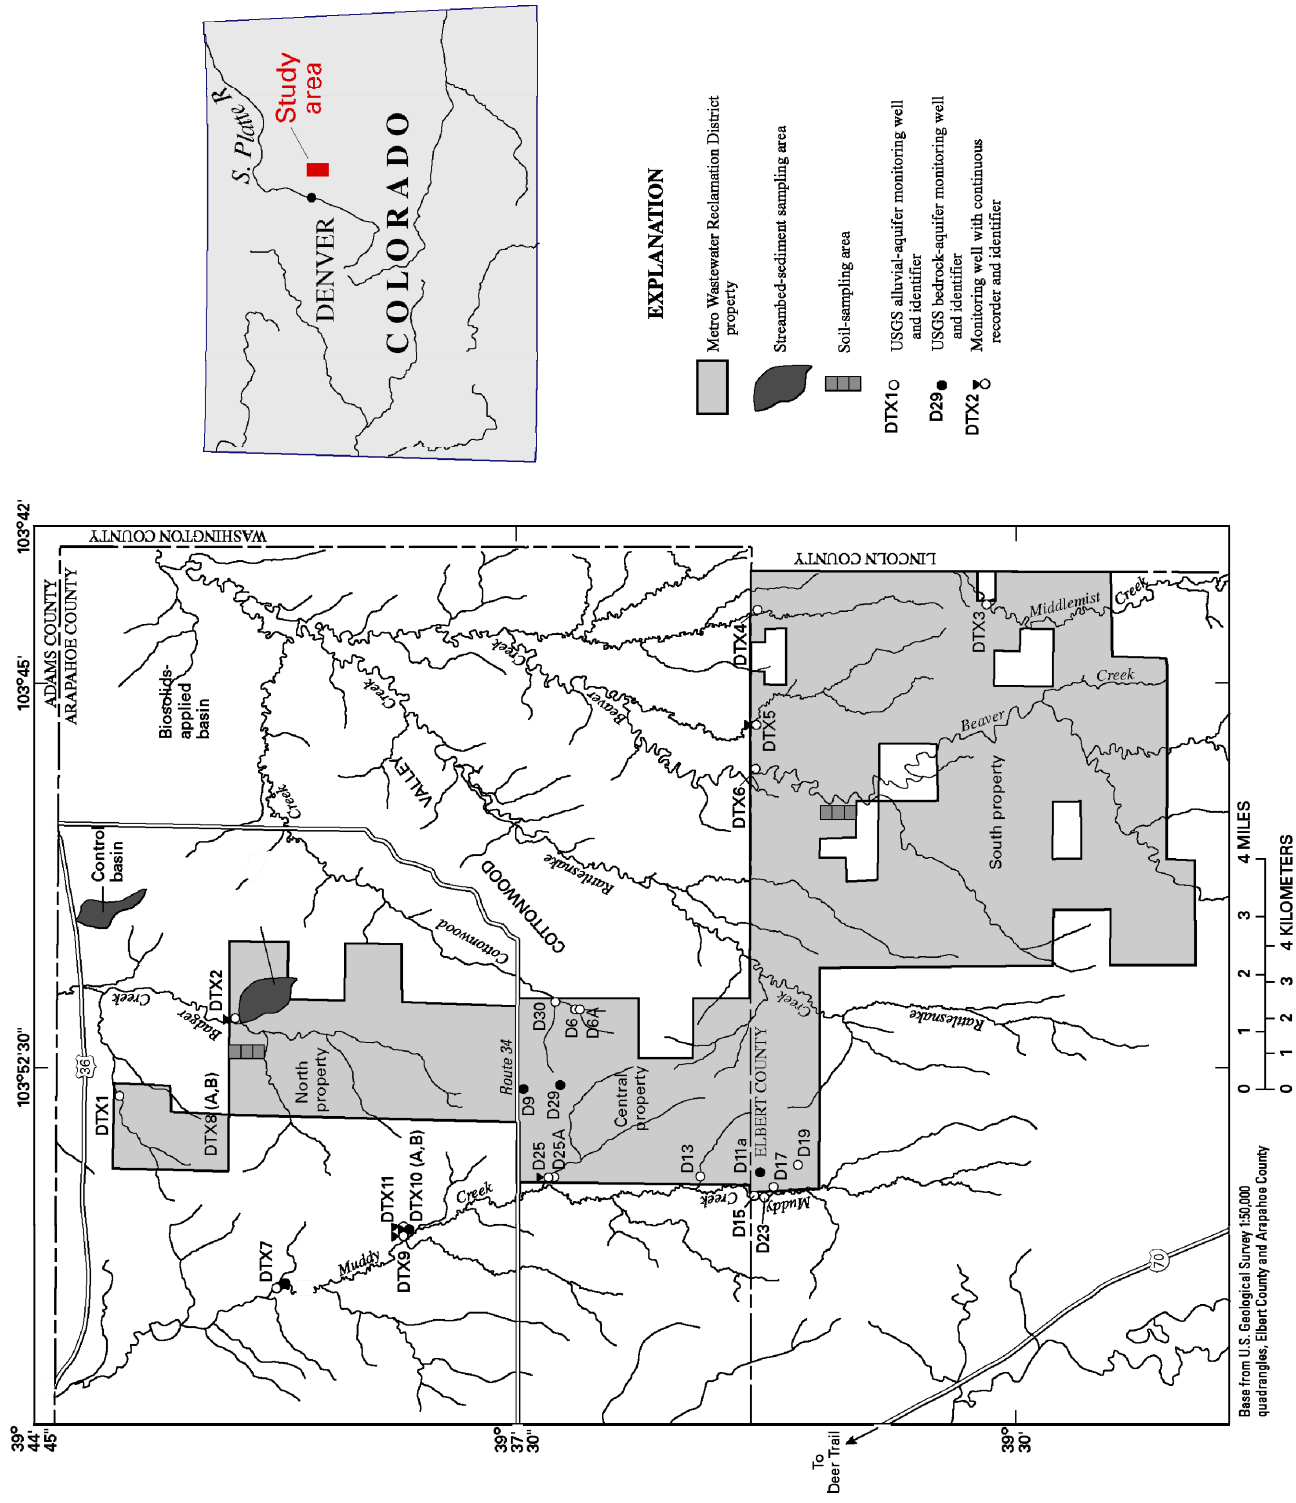 39°
44'
45"
39°
37'
30"
39°
30'
103°52'30"
103°45'
103°42'
ADAMS COUNTY
ARAPAHOE COUNTY
WASHINGTON COUNTY
LINCOLN COUNTY
ELBERT COUNTY
36
70
Route 34
To
Deer Trail
Control
basin
Biosolids-
applied
basin
North
property
Central
property
South property
COTTONWOOD
VALLEY
Badger
Creek
Muddy
Creek
Cottonwood
Creek
Rattlesnake
Creek
Beaver
Creek
Middlemist
Creek
Beaver
Creek
Creek
Rattlesnake
Creek
Muddy
DTX1
DTX2
DTX8 (A,B)
DTX7
DTX11
DTX10 (A,B)
DTX9
D25
D25A
D9
D29
D30
D6
D6A
D13
D11a
D15
D17
D19
D23
DTX6
DTX5
DTX4
DTX3
0 1 2 3 4 MILES
0 1 2 3 4 KILOMETERS
Base from U.S. Geological Survey 1:50,000
quadrangles, Elbert County and Arapahoe County
S. Platte R.
Study
area
DENVER
COLORADO
EXPLANATION
Metro Wastewater Reclamation District
property
Streambed-sediment sampling area
Soil-sampling area
DTX1
USGS alluvial-aquifer monitoring well
and identifier
D29
USGS bedrock-aquifer monitoring well
and identifier
DTX2
Monitoring well with continuous
recorder and identifier